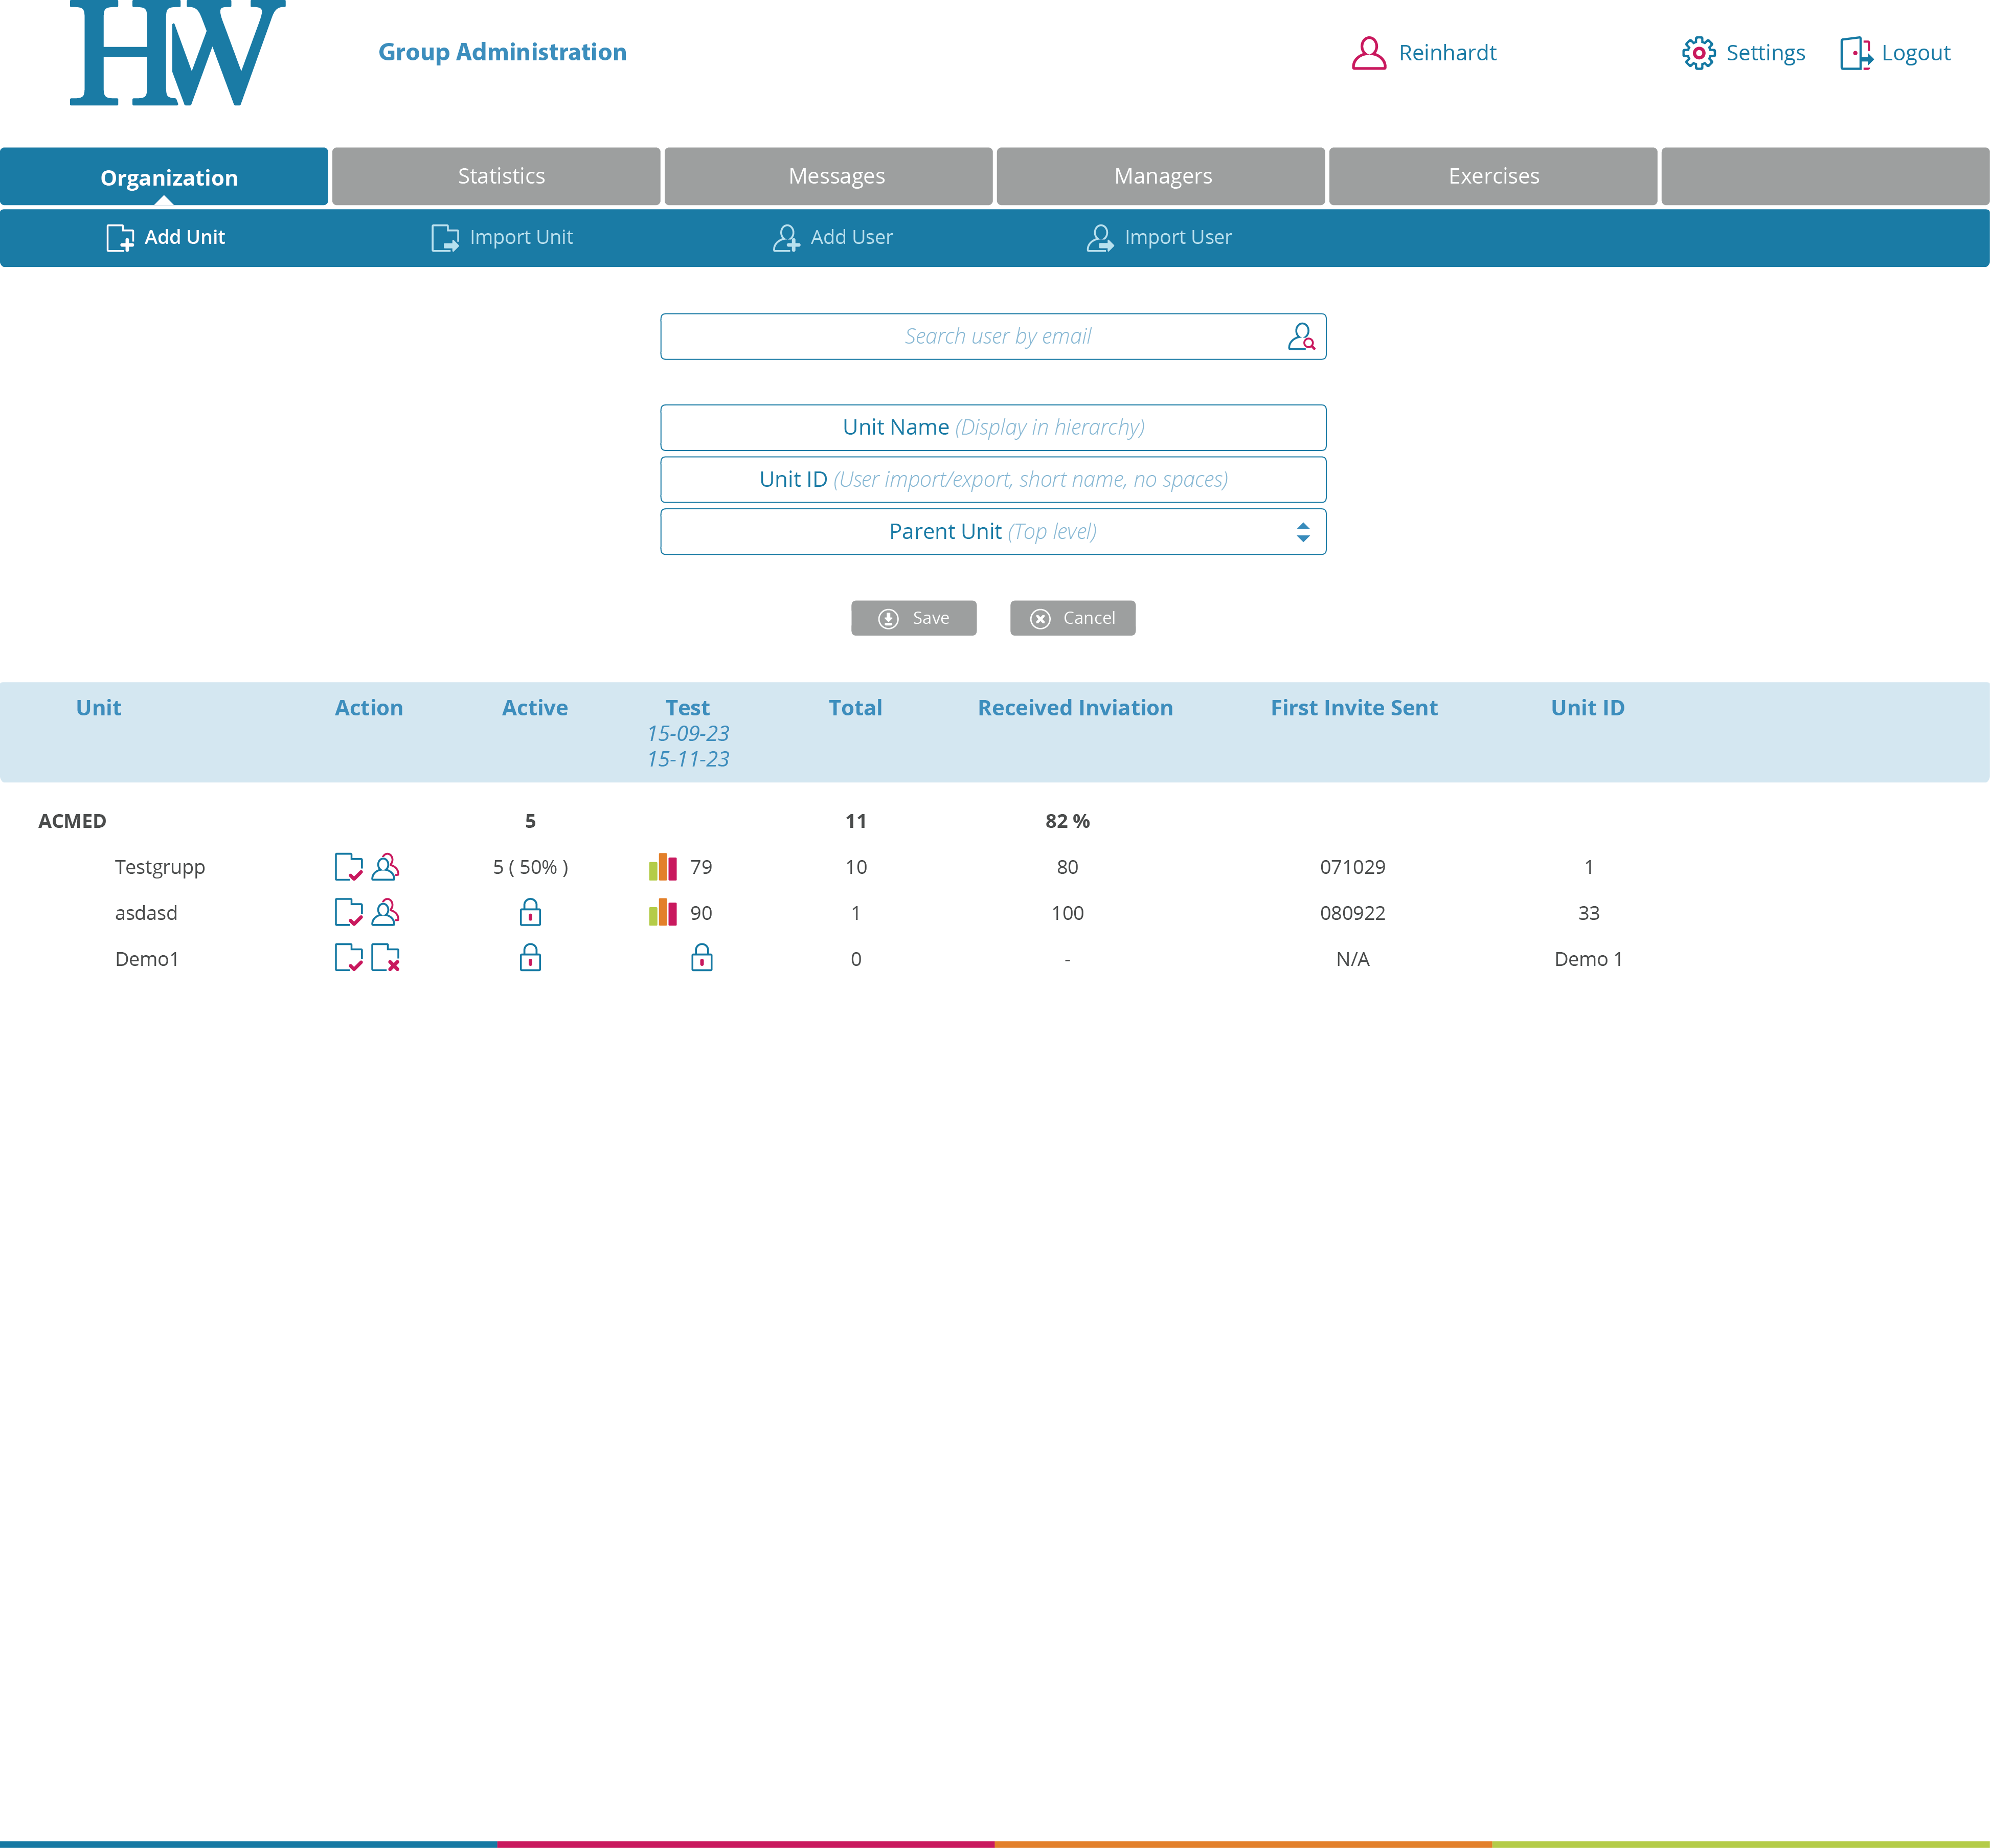 HW
Group Administration
Reinhardt
Settings
Logout
Organization
Statistics
Messages
Managers
Exercises
Add Unit
Import Unit
Add User
Import User
Search user by email
Unit Name (Display in hierarchy)
Unit ID (User import/export, short name, no spaces)
Parent Unit (Top level)
Save
Cancel
Unit Action Active Test Total Received Inviation First Invite Sent Unit ID
15-09-23
15-11-23
ACMED 5 11 82 %
Testgrupp 5 ( 50% ) 79 10 80 071029 1
asdasd 90 1 100 080922 33
Demo1 0 - N/A Demo 1